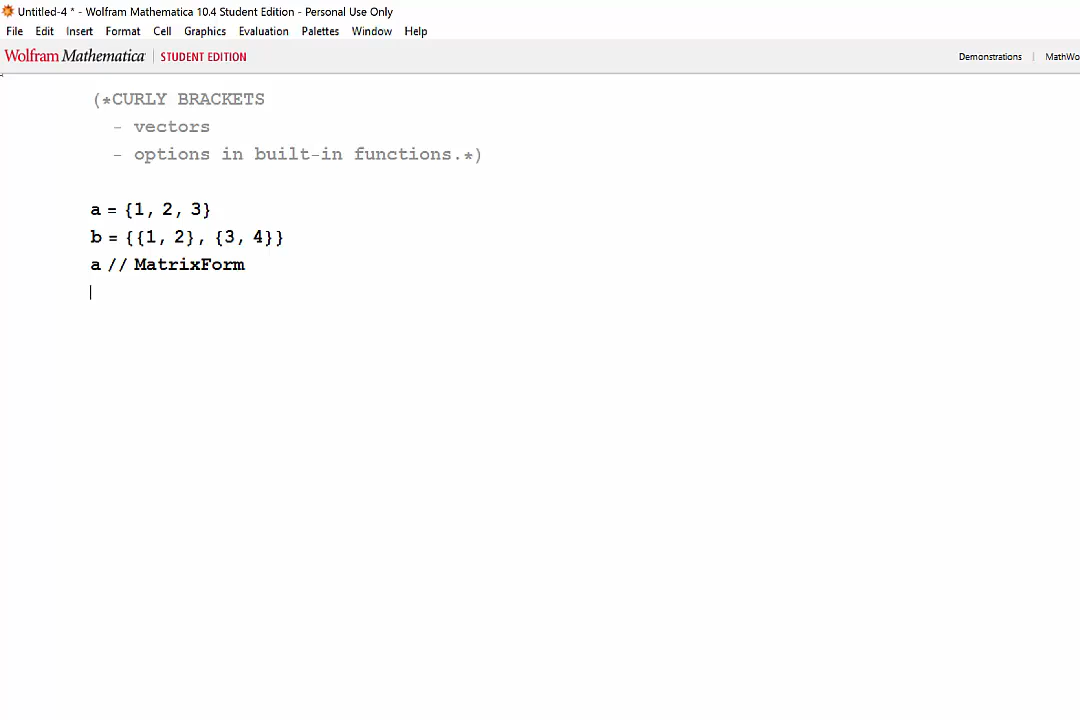 Untitled-4 * - Wolfram Mathematica 10.4 Student Edition - Personal Use Only
File Edit Insert Format Cell Graphics Evaluation Palettes Window Help
Wolfram Mathematica | STUDENT EDITION Demonstrations | MathWo
(*CURLY BRACKETS
- vectors
- options in built-in functions.*)
a = {1, 2, 3}
b = {{1, 2}, {3, 4}}
a // MatrixForm